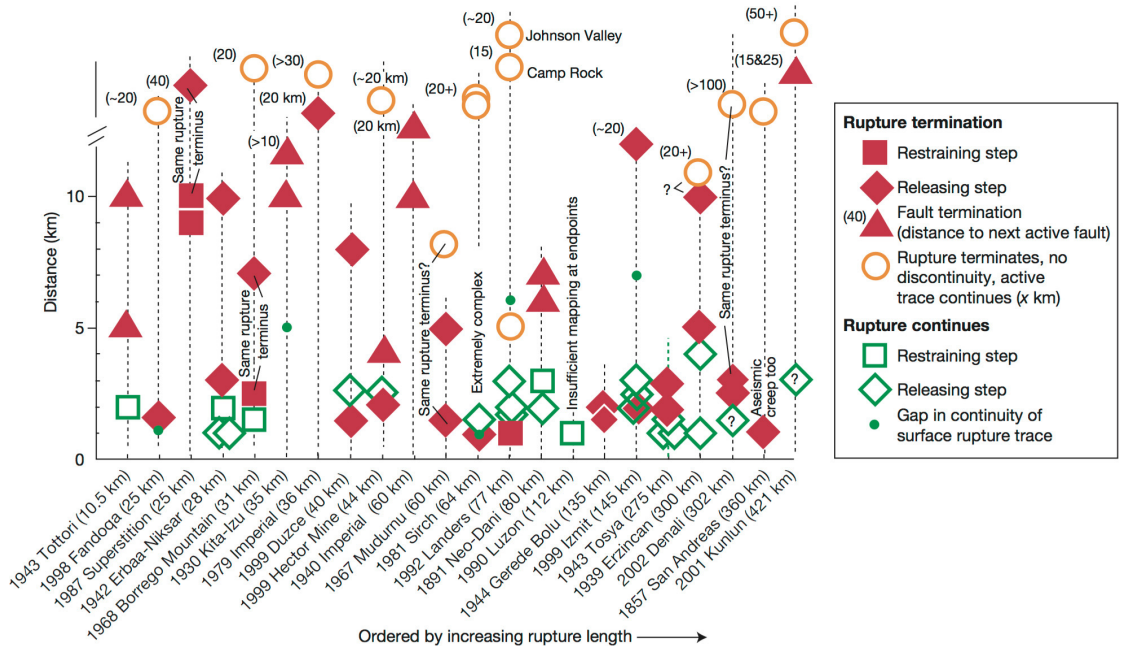 (~20)
(40)
Same rupture
terminus
(20)
(>10)
Same rupture
terminus
(>30)
(20 km)
(~20 km)
(20 km)
Same rupture terminus?
(20+)
Extremely complex
(~20)
Johnson Valley
(15)
Camp Rock
Insufficient mapping at endpoints
(~20)
(20+)
?
(>100)
Same rupture terminus?
?
Aseismic
creep too
(50+)
(15&25)
?
Distance (km)
10
5
0
1943 Tottori (10.5 km)
1998 Fandoqa (25 km)
1987 Superstition (25 km)
1942 Erbaa-Niksar (28 km)
1968 Borrego Mountain (31 km)
1930 Kita-Izu (35 km)
1979 Imperial (36 km)
1999 Duzce (40 km)
1999 Hector Mine (44 km)
1940 Imperial (60 km)
1967 Mudurnu (60 km)
1981 Sirch (64 km)
1992 Landers (77 km)
1891 Neo-Dani (80 km)
1990 Luzon (112 km)
1944 Gerede Bolu (135 km)
1999 Izmit (145 km)
1943 Tosya (275 km)
1939 Erzincan (300 km)
2002 Denali (302 km)
1857 San Andreas (360 km)
2001 Kunlun (421 km)
Ordered by increasing rupture length
Rupture termination
Restraining step
Releasing step
(40)
Fault termination
(distance to next active fault)
Rupture terminates, no
discontinuity, active
trace continues (x km)
Rupture continues
Restraining step
Releasing step
Gap in continuity of
surface rupture trace